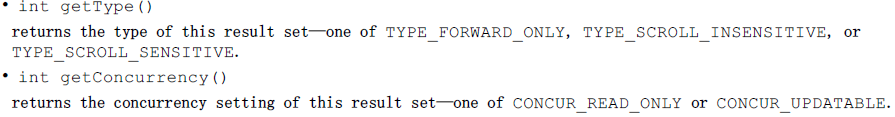 • int getType()
returns the type of this result set—one of TYPE_FORWARD_ONLY, TYPE_SCROLL_INSENSITIVE, or
TYPE_SCROLL_SENSITIVE.
• int getConcurrency()
returns the concurrency setting of this result set—one of CONCUR_READ_ONLY or CONCUR_UPDATABLE.